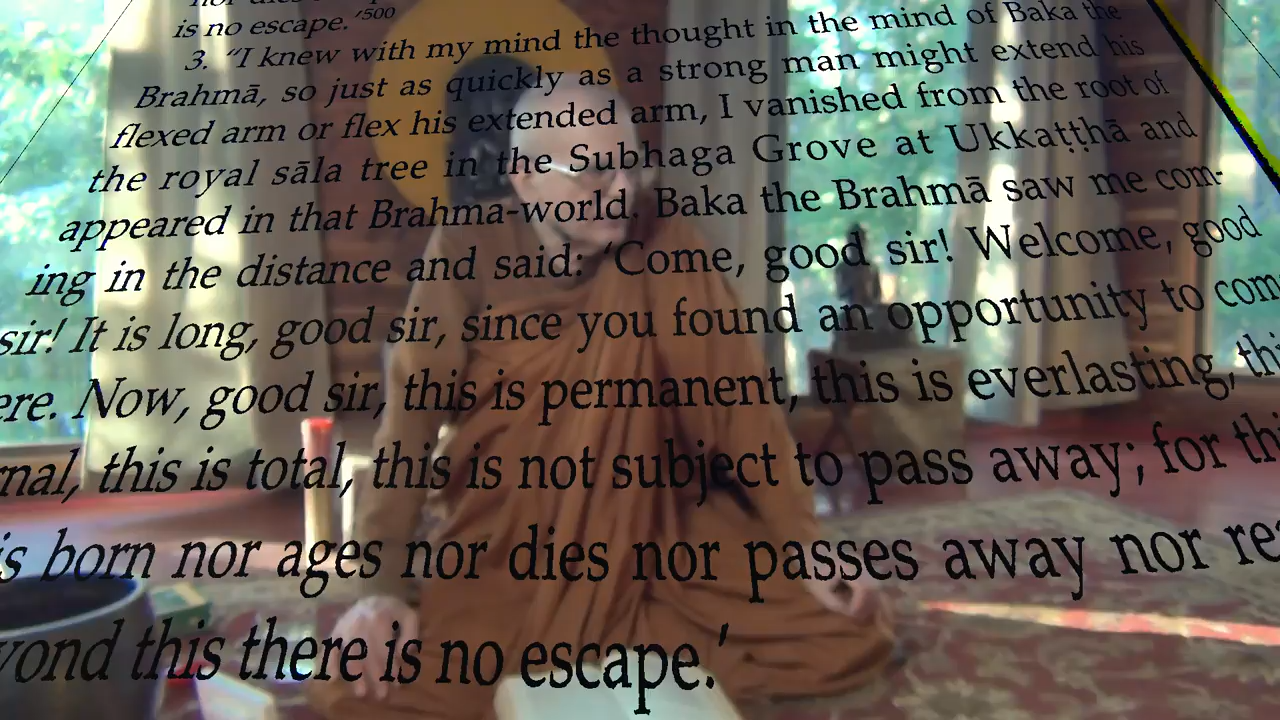 is no escape.'500
3. "I knew with my mind the thought in the mind of Baka the
Brahmā, so just as quickly as a strong man might extend his
flexed arm or flex his extended arm, I vanished from the root of
the royal sāla tree in the Subhaga Grove at Ukkaṭṭhā and
appeared in that Brahma-world. Baka the Brahmā saw me com-
ing in the distance and said: 'Come, good sir! Welcome, good
sir! It is long, good sir, since you found an opportunity to com
ere. Now, good sir, this is permanent, this is everlasting, thi
nal, this is total, this is not subject to pass away; for thi
is born nor ages nor dies nor passes away nor re
yond this there is no escape.'